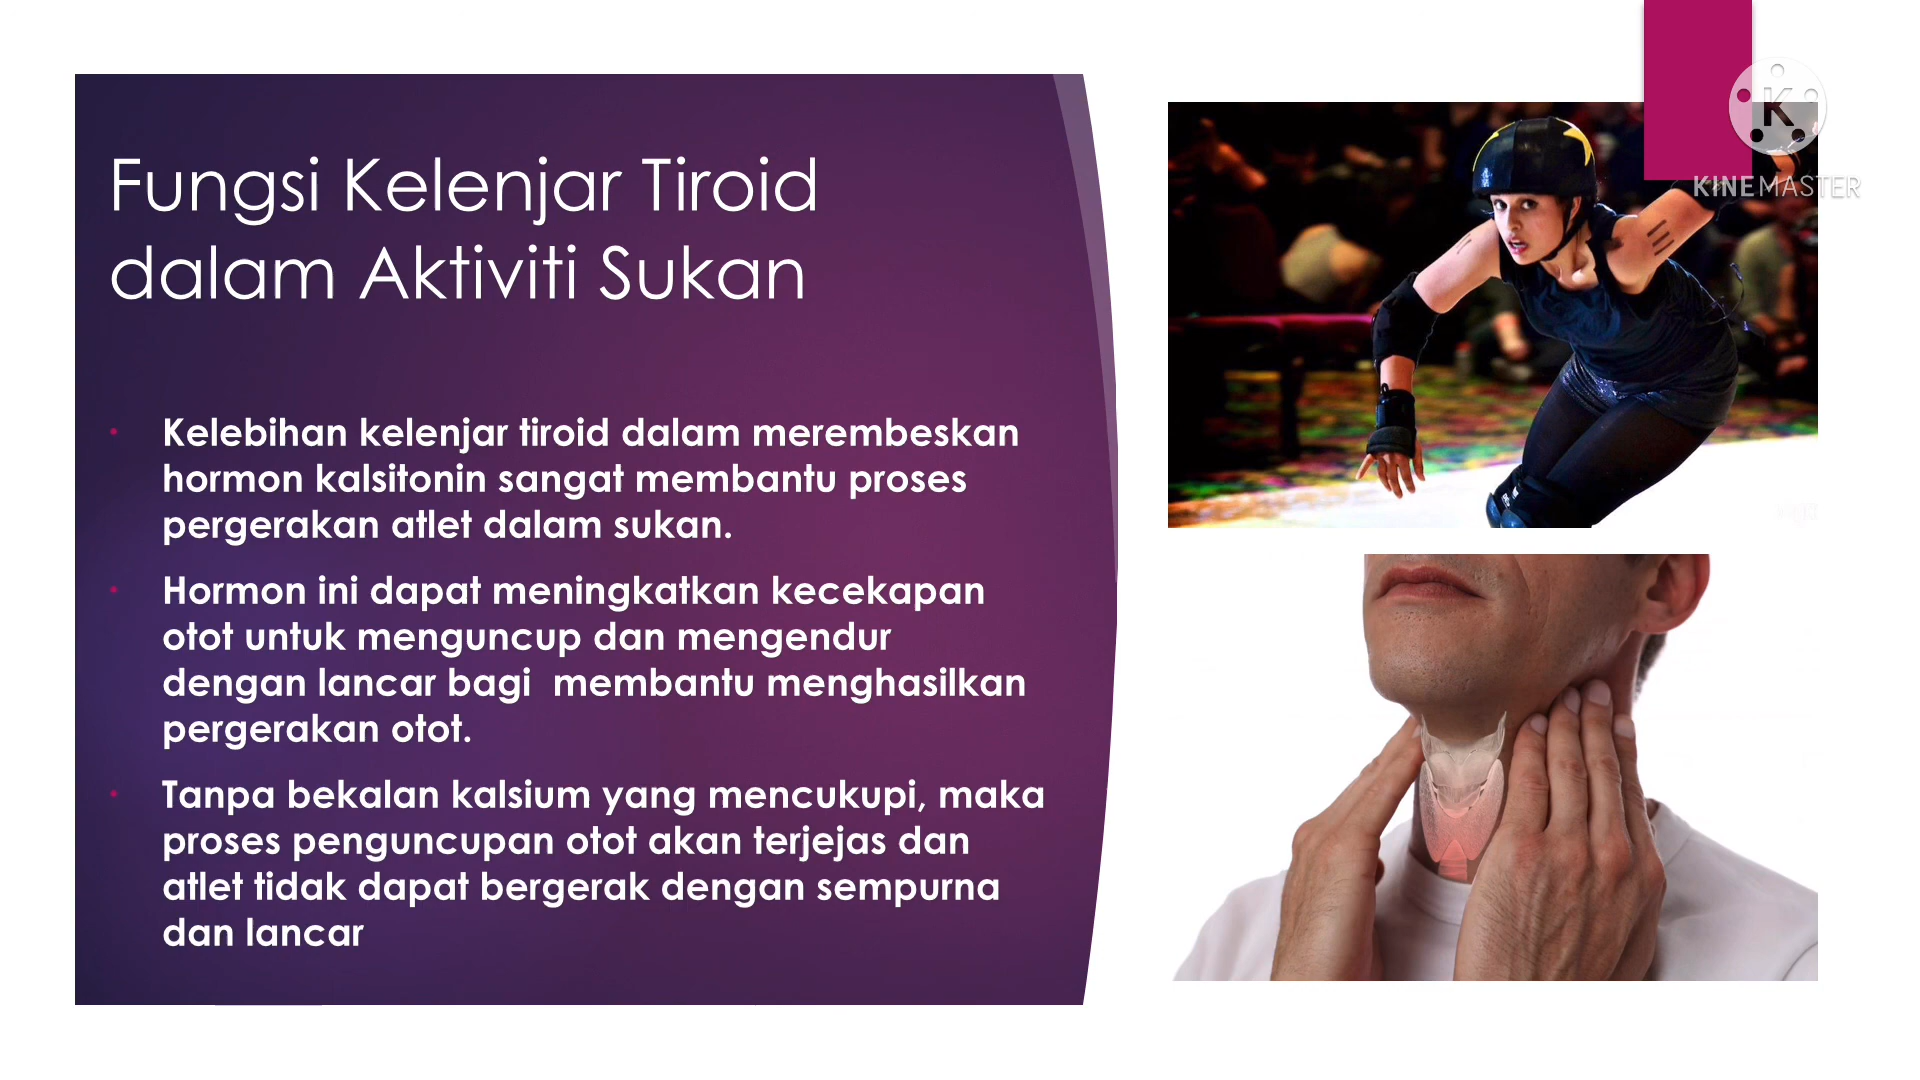 Fungsi Kelenjar Tiroid
dalam Aktiviti Sukan
• Kelebihan kelenjar tiroid dalam merembeskan
hormon kalsitonin sangat membantu proses
pergerakan atlet dalam sukan.
• Hormon ini dapat meningkatkan kecekapan
otot untuk menguncup dan mengendur
dengan lancar bagi  membantu menghasilkan
pergerakan otot.
• Tanpa bekalan kalsium yang mencukupi, maka
proses penguncupan otot akan terjejas dan
atlet tidak dapat bergerak dengan sempurna
dan lancar
K
KINEMASTER